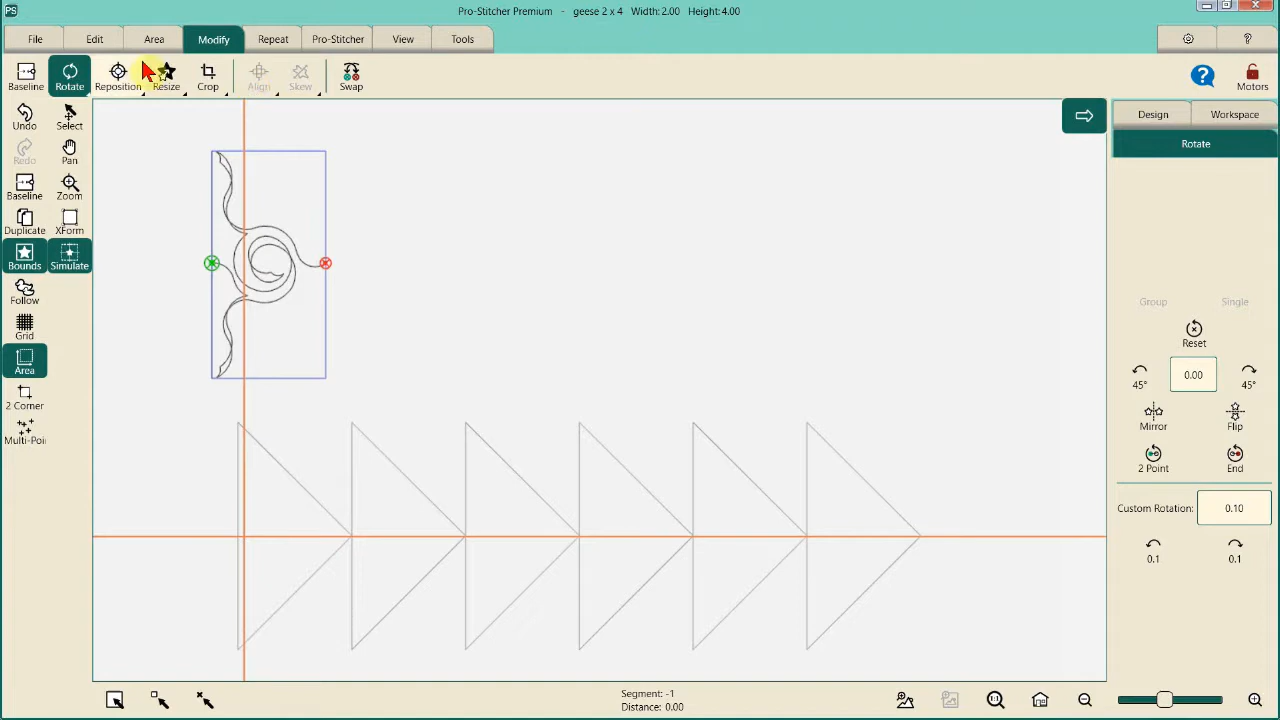 PS
Pro-Stitcher Premium - geese 2 x 4 Width:2.00 Height:4.00
File Edit Area Modify Repeat Pro-Stitcher View Tools
Baseline Rotate Reposition Resize Crop Align Skew Swap Motors
Undo Select
Redo Pan
Baseline Zoom
Duplicate XForm
Bounds Simulate
Follow
Grid
Area
2 Corner
Multi-Poi
Design Workspace
Rotate
Group Single
Reset
45° 0.00 45°
Mirror Flip
2 Point End
Custom Rotation: 0.10
0.1 0.1
Segment: -1
Distance: 0.00
1:1